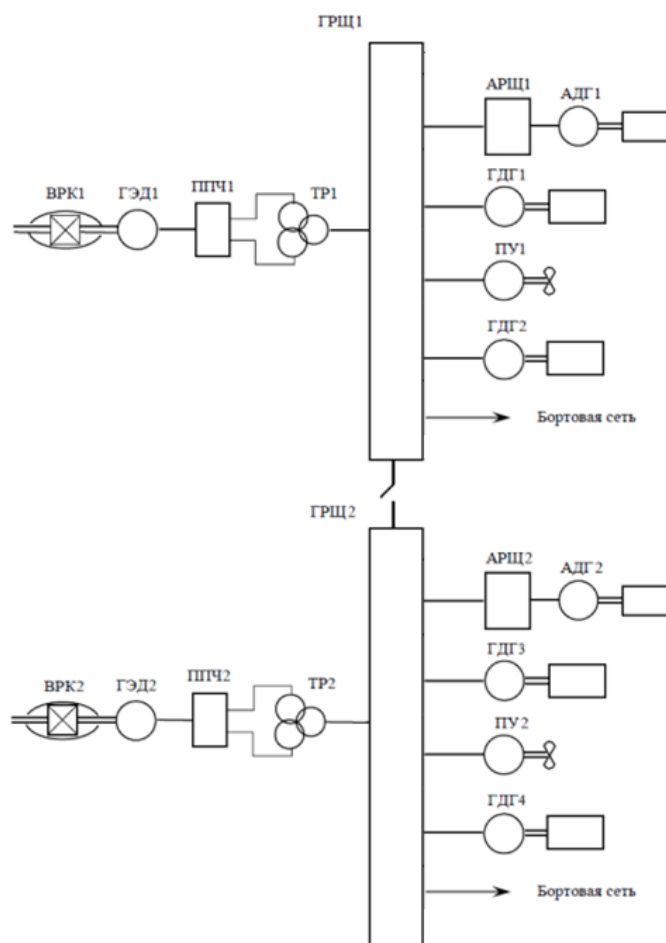 ГРЩ1
АРЩ1
АДГ1
ВРК1
ГЭД1
ППЧ1
ТР1
ГДГ1
ПУ1
ГДГ2
Бортовая сеть
ГРЩ2
АРЩ2
АДГ2
ВРК2
ГЭД2
ППЧ2
ТР2
ГДГ3
ПУ2
ГДГ4
Бортовая сеть